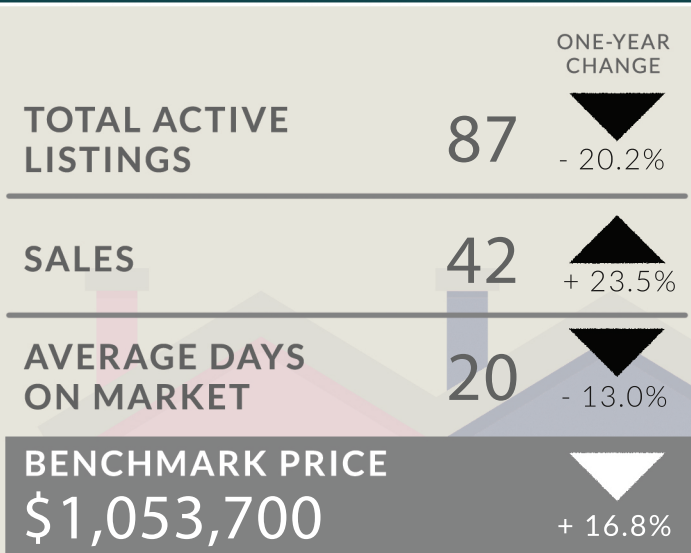 ONE-YEAR
CHANGE
TOTAL ACTIVE
LISTINGS
87
- 20.2%
SALES
42
+ 23.5%
AVERAGE DAYS
ON MARKET
20
- 13.0%
BENCHMARK PRICE
$1,053,700
+ 16.8%